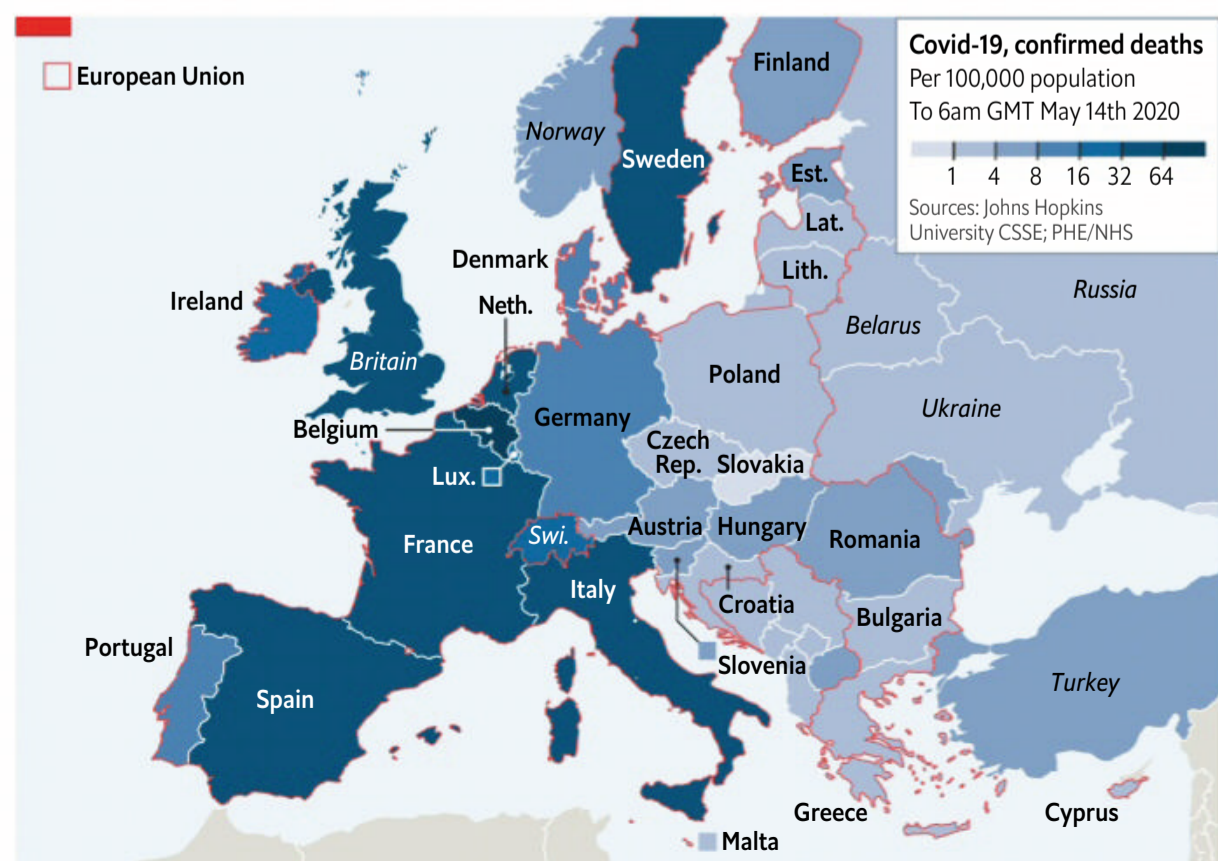 European Union
Covid-19, confirmed deaths
Per 100,000 population
To 6am GMT May 14th 2020
1 4 8 16 32 64
Sources: Johns Hopkins
University CSSE; PHE/NHS
Finland
Norway
Sweden
Est.
Lat.
Lith.
Denmark
Neth.
Ireland
Britain
Russia
Belarus
Poland
Ukraine
Germany
Belgium
Czech
Rep.
Slovakia
Lux.
Austria
Hungary
Romania
France
Swi.
Italy
Croatia
Bulgaria
Portugal
Slovenia
Spain
Turkey
Greece
Cyprus
Malta